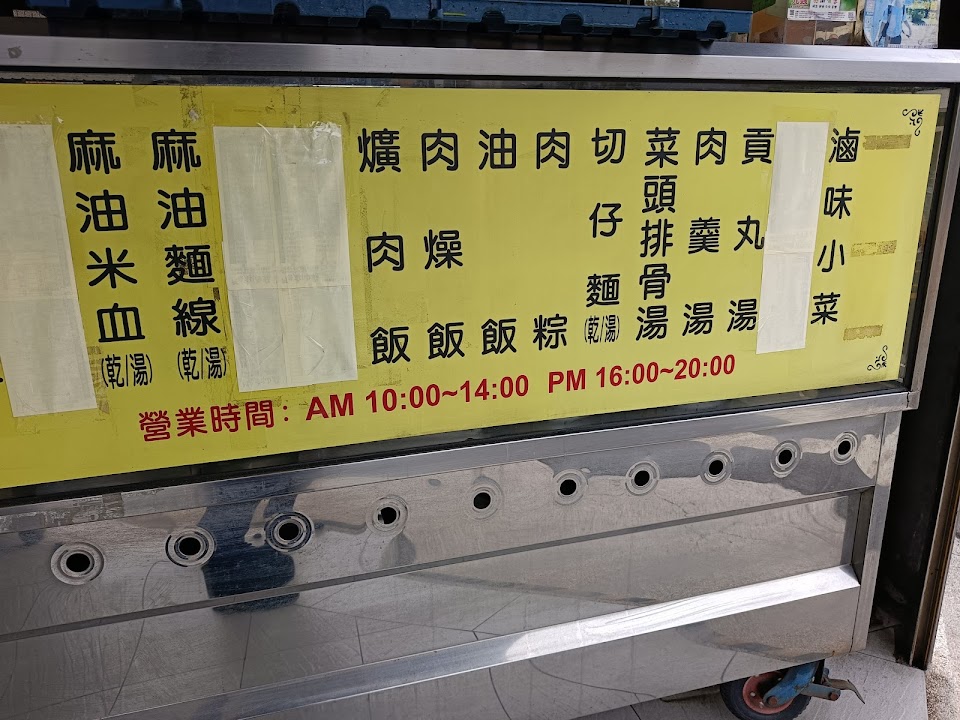 滷味小菜
貢丸湯
肉羹湯
菜頭排骨湯
切仔麵(乾/湯)
肉粽
油飯
肉燥飯
爌肉飯
麻油麵線(乾/湯)
麻油米血(乾/湯)
營業時間：AM 10:00~14:00 PM 16:00~20:00